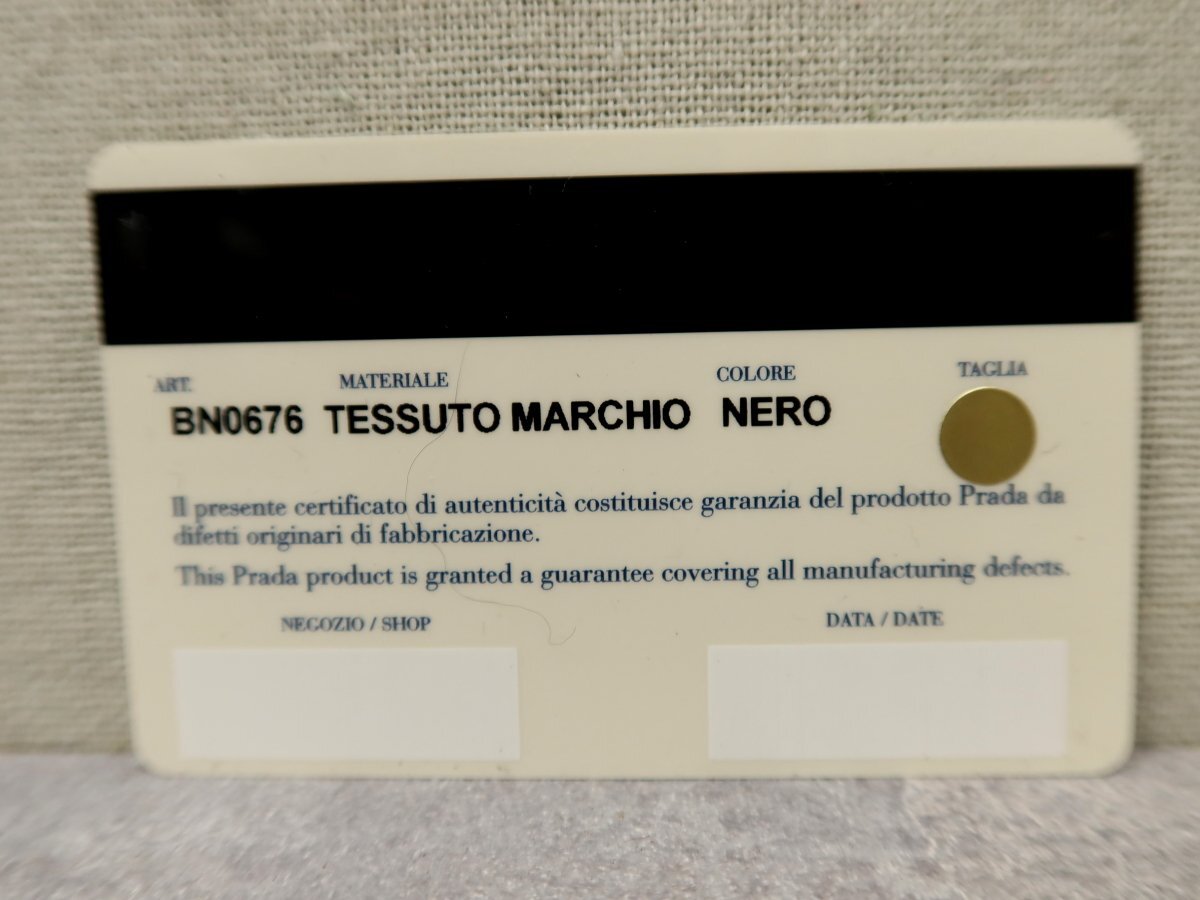 ART. MATERIALE COLORE TAGLIA
BN0676 TESSUTO MARCHIO NERO
Il presente certificato di autenticità costituisce garanzia del prodotto Prada da
difetti originari di fabbricazione.
This Prada product is granted a guarantee covering all manufacturing defects.
NEGOZIO / SHOP DATA / DATE